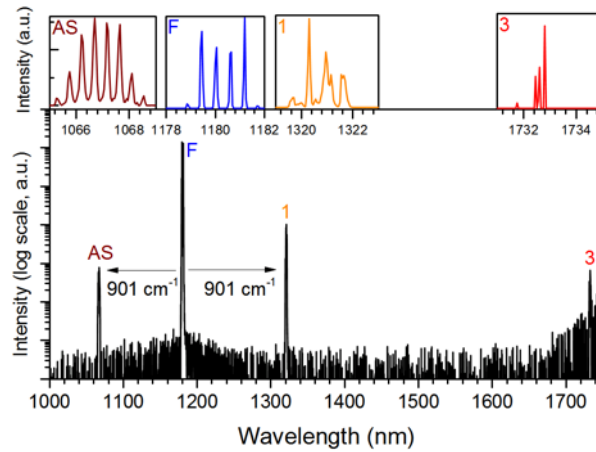 Intensity (a.u.)
AS
F
1
3
1066 1068 1178 1180 1182 1320 1322 1732 1734
Intensity (log scale, a.u.)
F
AS
1
3
901 cm⁻¹ 901 cm⁻¹
1000 1100 1200 1300 1400 1500 1600 1700
Wavelength (nm)